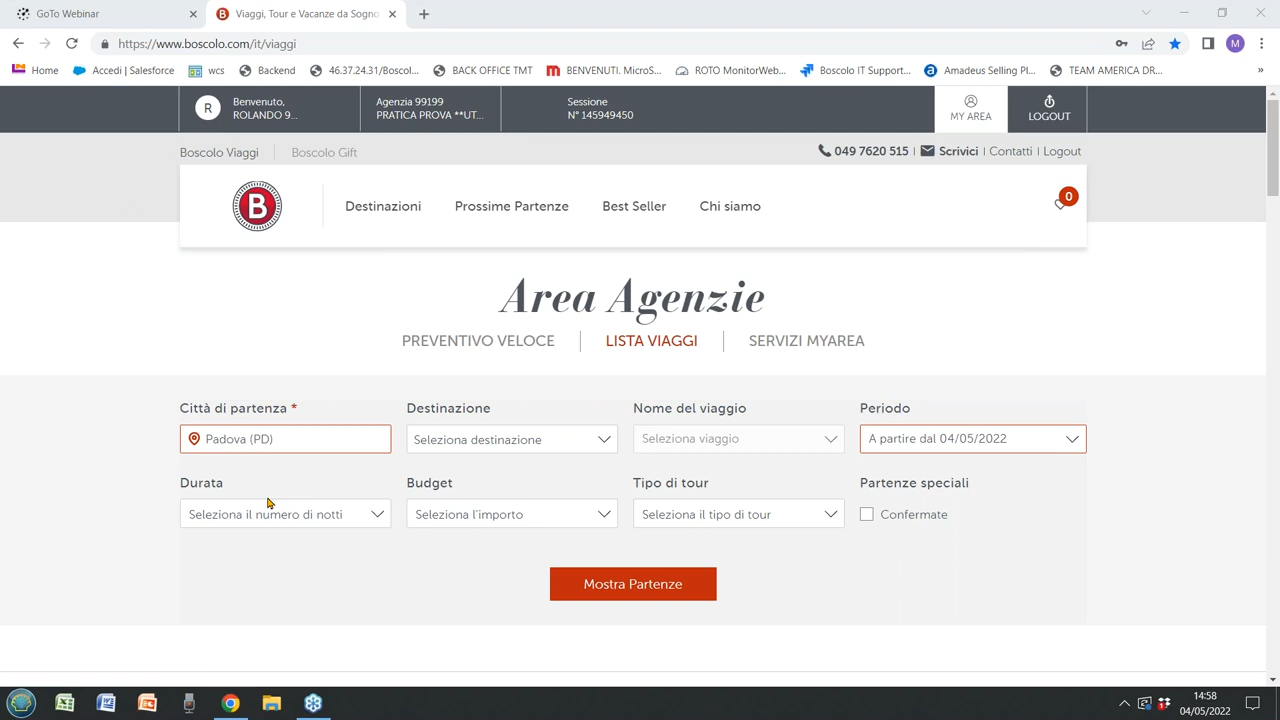 GoTo Webinar
Viaggi, Tour e Vacanze da Sogno
https://www.boscolo.com/it/viaggi
M
Home
Accedi | Salesforce
wcs
Backend
46.37.24.31/Boscol...
BACK OFFICE TMT
BENVENUTI. MicroS...
ROTO MonitorWeb...
Boscolo IT Support...
Amadeus Selling Pl...
TEAM AMERICA DR...
»
R
Benvenuto,
ROLANDO 9...
Agenzia 99199
PRATICA PROVA **UT...
Sessione
N° 145949450
MY AREA
LOGOUT
Boscolo Viaggi | Boscolo Gift
049 7620 515 | Scrivici | Contatti | Logout
B
Destinazioni
Prossime Partenze
Best Seller
Chi siamo
0
Area Agenzie
PREVENTIVO VELOCE | LISTA VIAGGI | SERVIZI MYAREA
Città di partenza *
Destinazione
Nome del viaggio
Periodo
Padova (PD)
Seleziona destinazione
Seleziona viaggio
A partire dal 04/05/2022
Durata
Budget
Tipo di tour
Partenze speciali
Seleziona il numero di notti
Seleziona l'importo
Seleziona il tipo di tour
Confermate
Mostra Partenze
14:58
04/05/2022